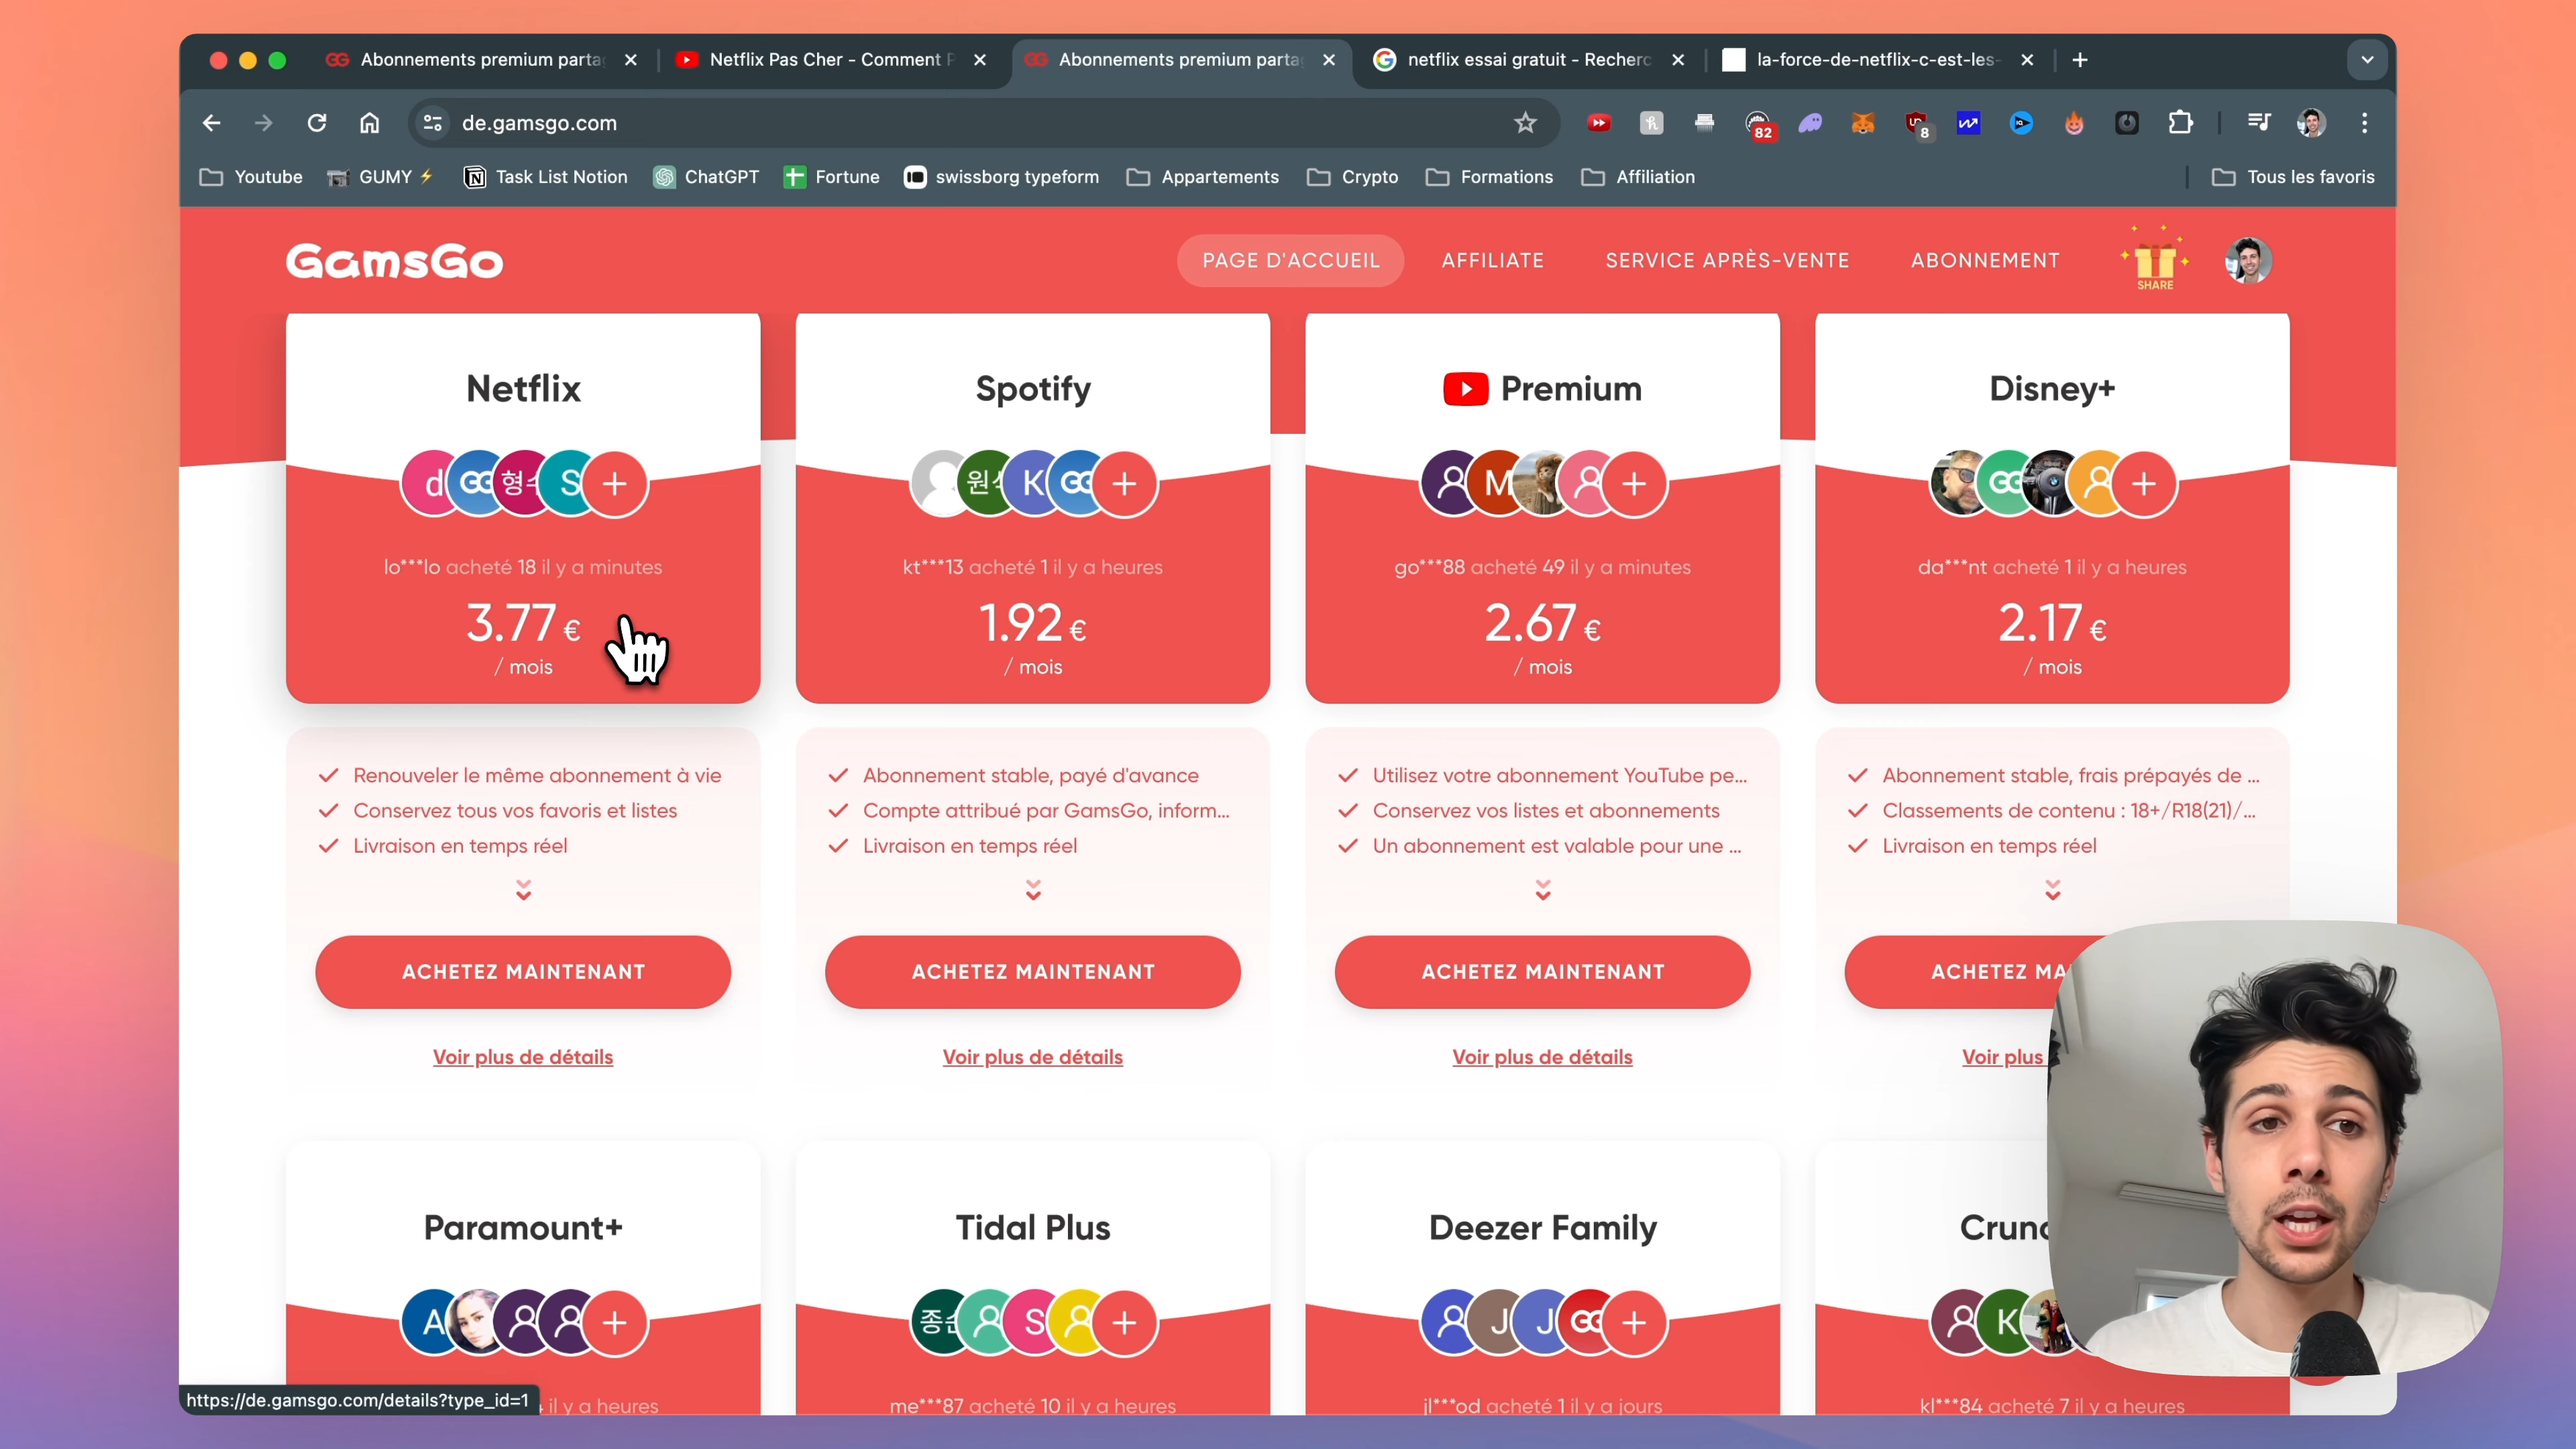 Abonnements premium parta
Netflix Pas Cher - Comment P
Abonnements premium parta
netflix essai gratuit - Recherc
la-force-de-netflix-c-est-les-
de.gamsgo.com
82
8
Youtube
GUMY
Task List Notion
ChatGPT
Fortune
swissborg typeform
Appartements
Crypto
Formations
Affiliation
Tous les favoris
GamsGo
PAGE D'ACCUEIL
AFFILIATE
SERVICE APRÈS-VENTE
ABONNEMENT
SHARE
Netflix
d GG 형수 S +
lo***lo acheté 18 il y a minutes
3.77 €
/ mois
Renouveler le même abonnement à vie
Conservez tous vos favoris et listes
Livraison en temps réel
ACHETEZ MAINTENANT
Voir plus de détails
Spotify
K GG +
kt***13 acheté 1 il y a heures
1.92 €
/ mois
Abonnement stable, payé d'avance
Compte attribué par GamsGo, inform...
Livraison en temps réel
ACHETEZ MAINTENANT
Voir plus de détails
Premium
M +
go***88 acheté 49 il y a minutes
2.67 €
/ mois
Utilisez votre abonnement YouTube pe...
Conservez vos listes et abonnements
Un abonnement est valable pour une ...
ACHETEZ MAINTENANT
Voir plus de détails
Disney+
GG +
da***nt acheté 1 il y a heures
2.17 €
/ mois
Abonnement stable, frais prépayés de ...
Classements de contenu : 18+/R18(21)/...
Livraison en temps réel
ACHETEZ MA
Voir plus
Paramount+
A +
il y a heures
Tidal Plus
S +
me***87 acheté 10 il y a heures
Deezer Family
J J GG +
jl***od acheté 1 il y a jours
Crunc
K
kl***84 acheté 7 il y a heures
https://de.gamsgo.com/details?type_id=1